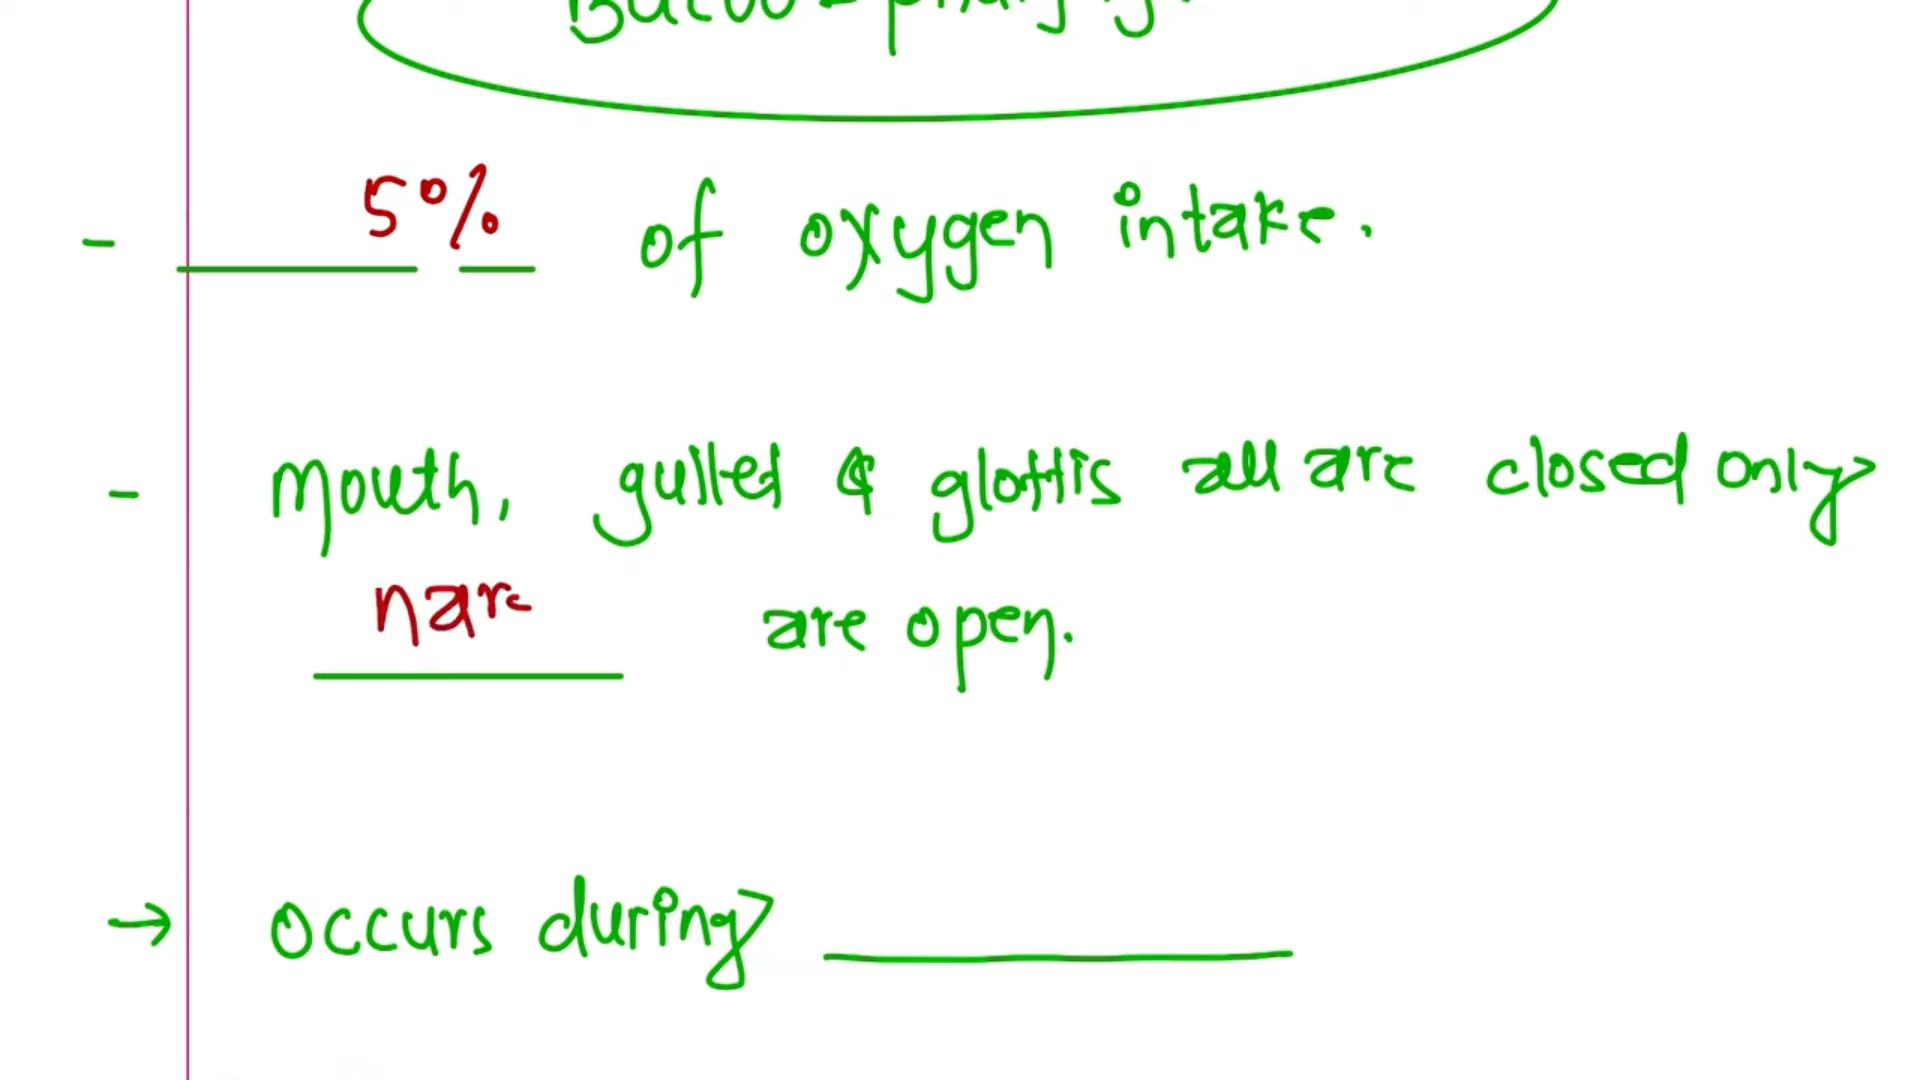 - 5% of oxygen intake.
- Mouth, gullet & glottis all are closed only
nare are open.
→ occurs during